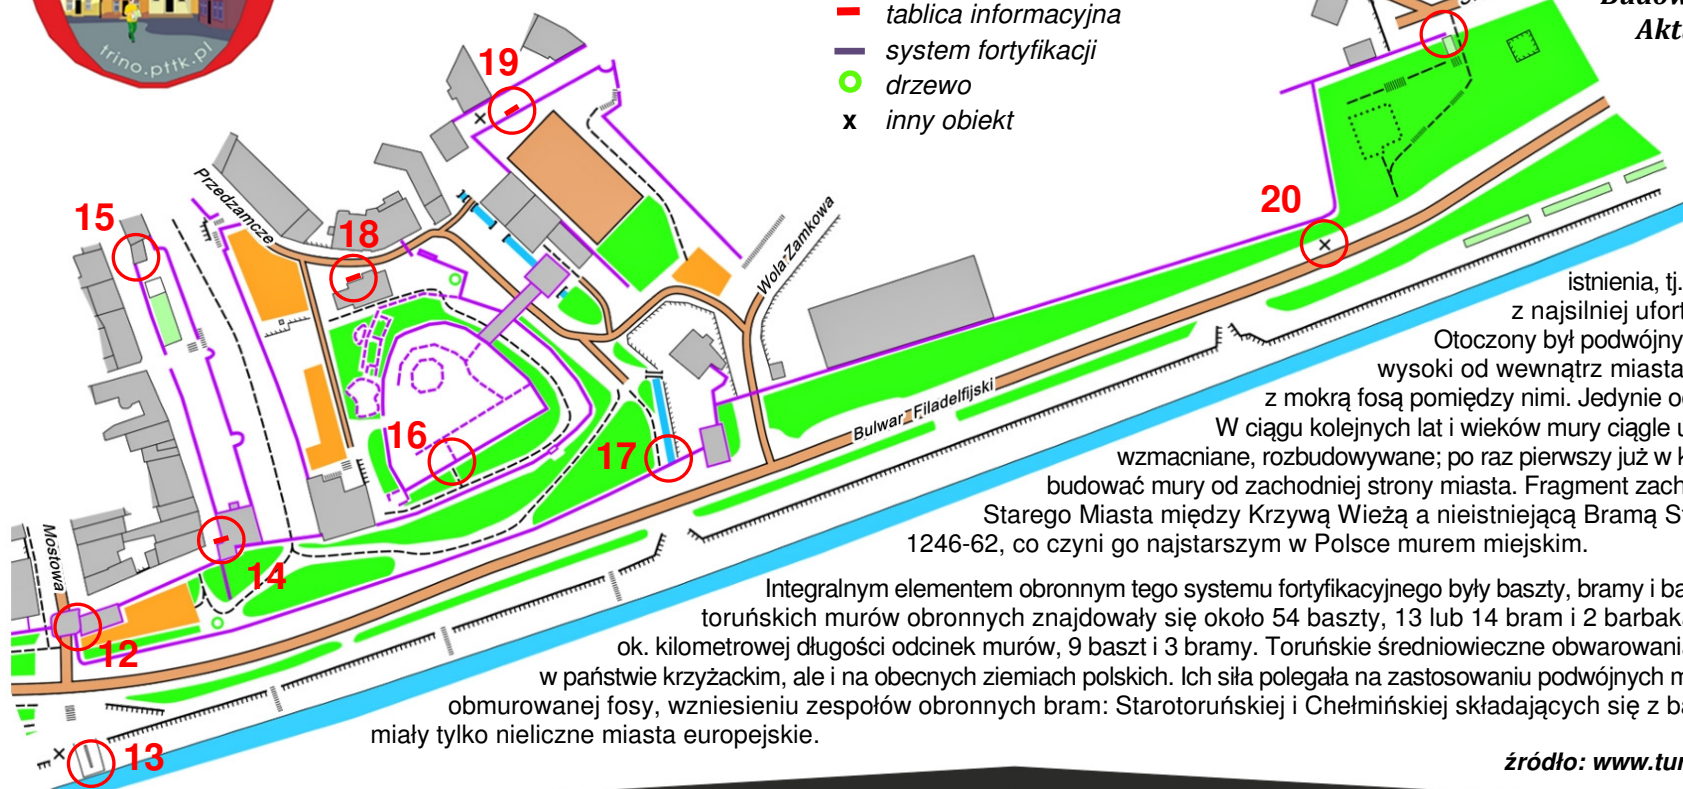 trino.pttk.pl
tablica informacyjna
system fortyfikacji
drzewo
x inny obiekt
Aktu
19
Przedzamcze
15
18
Wola Zamkowa
20
16
17
Bulwar Filadelfijski
Mostowa
14
12
13
istnienia, tj.
z najsilniej ufort
Otoczony był podwójny
wysoki od wewnątrz miasta
z mokrą fosą pomiędzy nimi. Jedynie o
W ciągu kolejnych lat i wieków mury ciągle u
wzmacniane, rozbudowywane; po raz pierwszy już w k
budować mury od zachodniej strony miasta. Fragment zach
Starego Miasta między Krzywą Wieżą a nieistniejącą Bramą St
1246-62, co czyni go najstarszym w Polsce murem miejskim.
Integralnym elementem obronnym tego systemu fortyfikacyjnego były baszty, bramy i ba
toruńskich murów obronnych znajdowały się około 54 baszty, 13 lub 14 bram i 2 barbaka
ok. kilometrowej długości odcinek murów, 9 baszt i 3 bramy. Toruńskie średniowieczne obwarowania
w państwie krzyżackim, ale i na obecnych ziemiach polskich. Ich siła polegała na zastosowaniu podwójnych m
obmurowanej fosy, wzniesieniu zespołów obronnych bram: Starotoruńskiej i Chełmińskiej składających się z ba
miały tylko nieliczne miasta europejskie.
źródło: www.tur